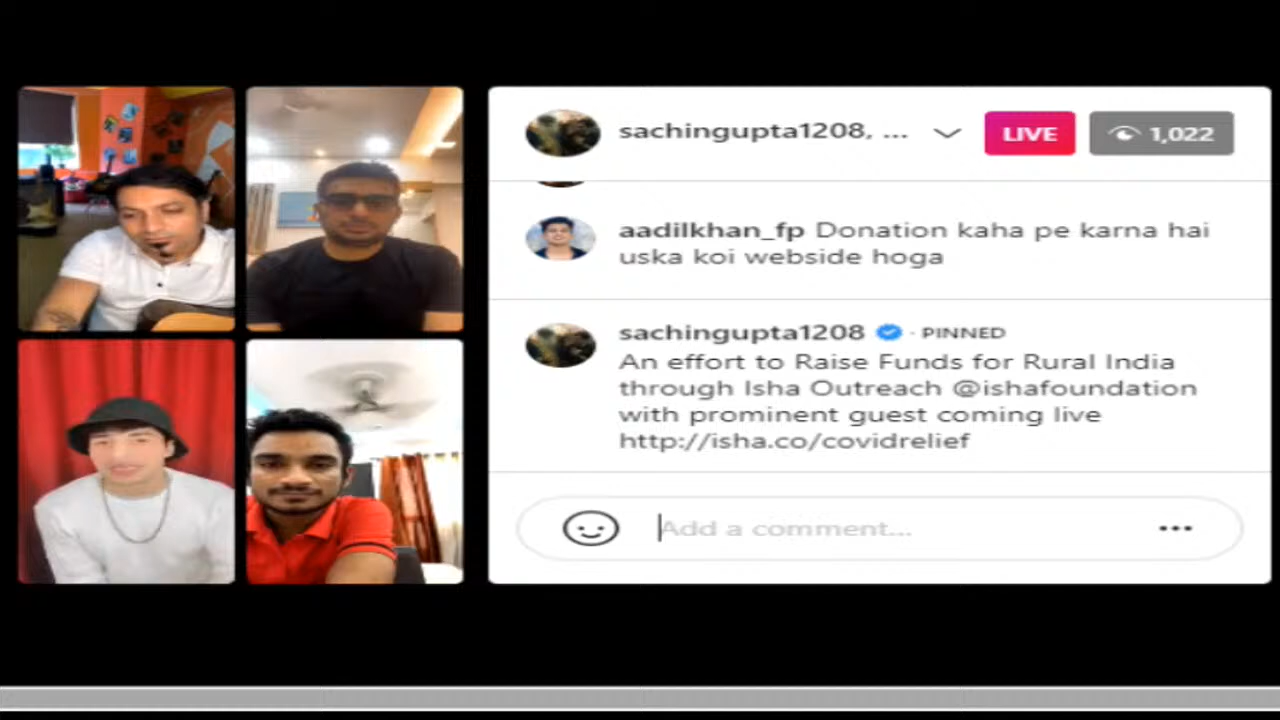 sachingupta1208, ...
LIVE
1,022
aadilkhan_fp Donation kaha pe karna hai
uska koi webside hoga
sachingupta1208 · PINNED
An effort to Raise Funds for Rural India
through Isha Outreach @ishafoundation
with prominent guest coming live
http://isha.co/covidrelief
Add a comment...